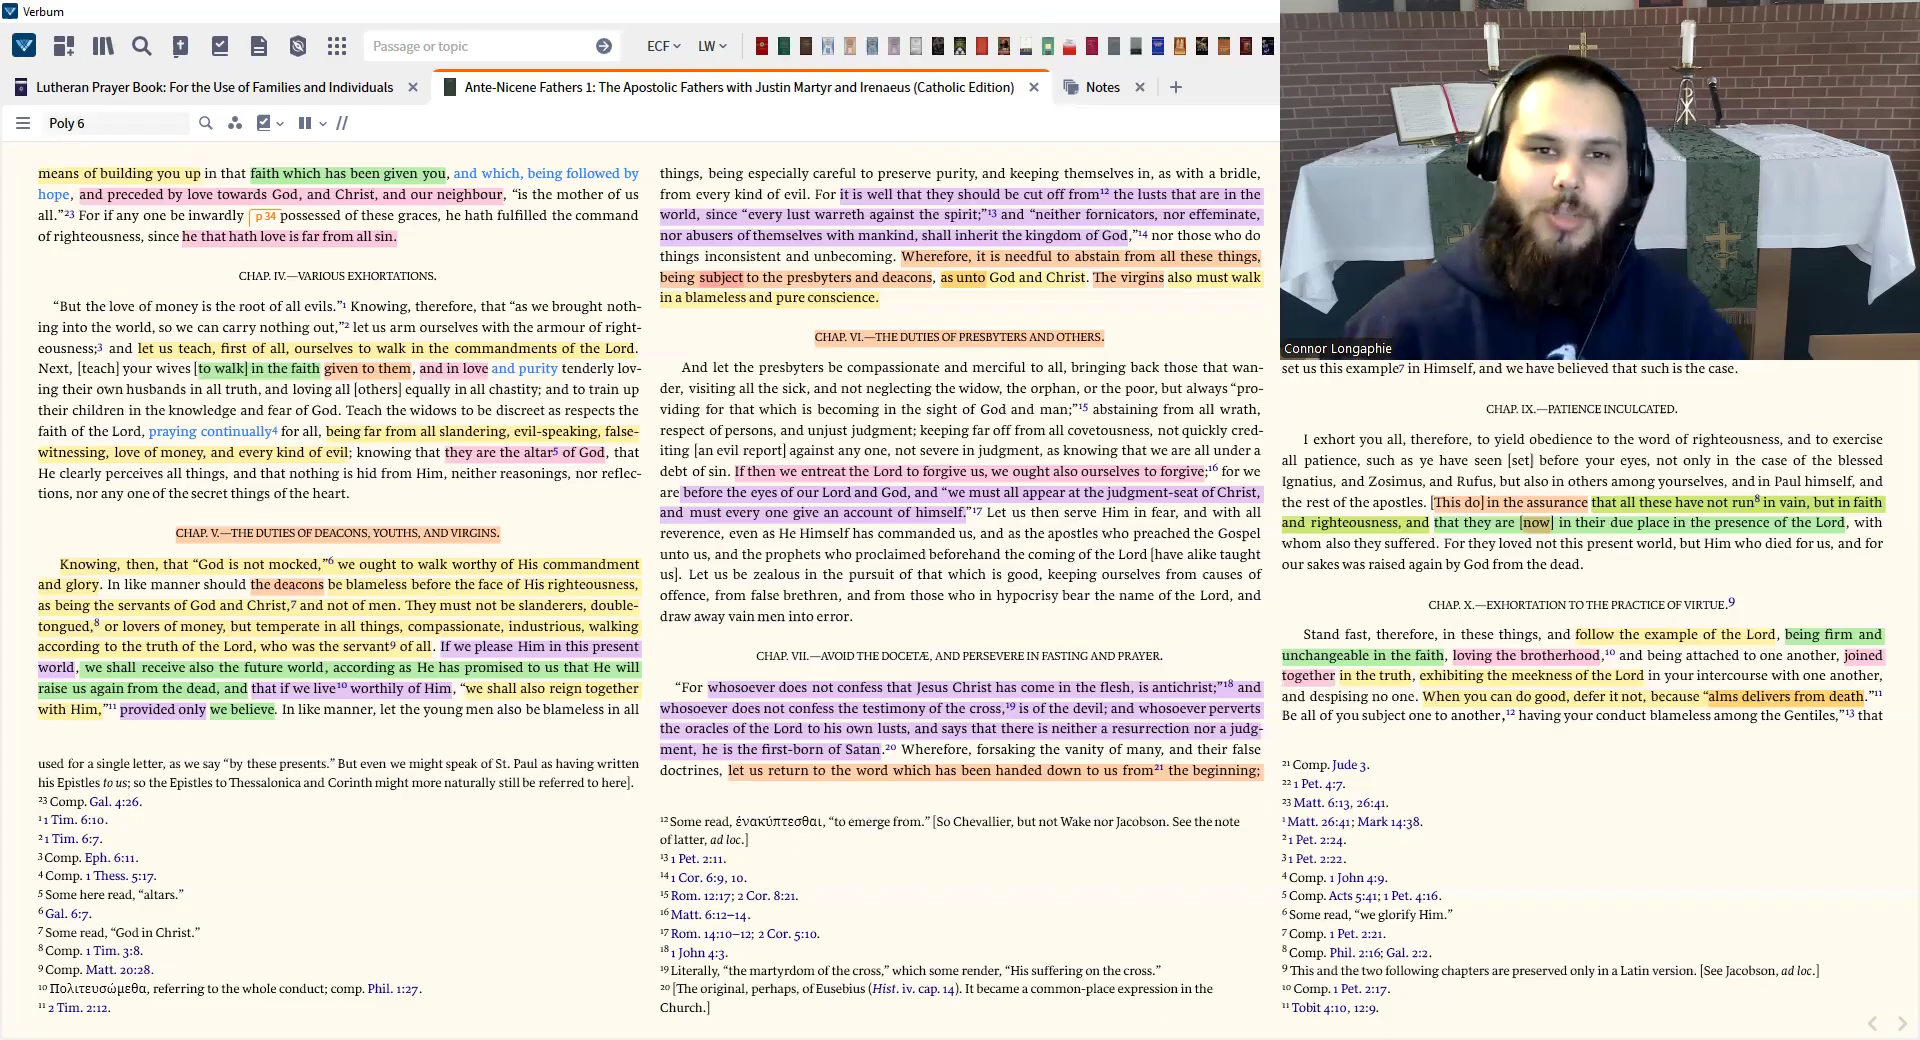 Verbum
Passage or topic
ECF
LW
Lutheran Prayer Book: For the Use of Families and Individuals
Ante-Nicene Fathers 1: The Apostolic Fathers with Justin Martyr and Irenaeus (Catholic Edition)
Notes
Poly 6
means of building you up in that faith which has been given you, and which, being followed by
hope, and preceded by love towards God, and Christ, and our neighbour, “is the mother of us
all.”23 For if any one be inwardly p 34 possessed of these graces, he hath fulfilled the command
of righteousness, since he that hath love is far from all sin.
CHAP. IV.—VARIOUS EXHORTATIONS.
“But the love of money is the root of all evils.”1 Knowing, therefore, that “as we brought noth-
ing into the world, so we can carry nothing out,”2 let us arm ourselves with the armour of right-
eousness;3 and let us teach, first of all, ourselves to walk in the commandments of the Lord.
Next, [teach] your wives [to walk] in the faith given to them, and in love and purity tenderly lov-
ing their own husbands in all truth, and loving all [others] equally in all chastity; and to train up
their children in the knowledge and fear of God. Teach the widows to be discreet as respects the
faith of the Lord, praying continually4 for all, being far from all slandering, evil-speaking, false-
witnessing, love of money, and every kind of evil; knowing that they are the altar5 of God, that
He clearly perceives all things, and that nothing is hid from Him, neither reasonings, nor reflec-
tions, nor any one of the secret things of the heart.
CHAP. V.—THE DUTIES OF DEACONS, YOUTHS, AND VIRGINS.
Knowing, then, that “God is not mocked,”6 we ought to walk worthy of His commandment
and glory. In like manner should the deacons be blameless before the face of His righteousness,
as being the servants of God and Christ,7 and not of men. They must not be slanderers, double-
tongued,8 or lovers of money, but temperate in all things, compassionate, industrious, walking
according to the truth of the Lord, who was the servant9 of all. If we please Him in this present
world, we shall receive also the future world, according as He has promised to us that He will
raise us again from the dead, and that if we live10 worthily of Him, “we shall also reign together
with Him,”11 provided only we believe. In like manner, let the young men also be blameless in all
used for a single letter, as we say “by these presents.” But even we might speak of St. Paul as having written
his Epistles to us; so the Epistles to Thessalonica and Corinth might more naturally still be referred to here].
23 Comp. Gal. 4:26.
1 1 Tim. 6:10.
2 1 Tim. 6:7.
3 Comp. Eph. 6:11.
4 Comp. 1 Thess. 5:17.
5 Some here read, “altars.”
6 Gal. 6:7.
7 Some read, “God in Christ.”
8 Comp. 1 Tim. 3:8.
9 Comp. Matt. 20:28.
10 Πολιτευσώμεθα, referring to the whole conduct; comp. Phil. 1:27.
11 2 Tim. 2:12.
things, being especially careful to preserve purity, and keeping themselves in, as with a bridle,
from every kind of evil. For it is well that they should be cut off from12 the lusts that are in the
world, since “every lust warreth against the spirit;”13 and “neither fornicators, nor effeminate,
nor abusers of themselves with mankind, shall inherit the kingdom of God,”14 nor those who do
things inconsistent and unbecoming. Wherefore, it is needful to abstain from all these things,
being subject to the presbyters and deacons, as unto God and Christ. The virgins also must walk
in a blameless and pure conscience.
CHAP. VI.—THE DUTIES OF PRESBYTERS AND OTHERS.
And let the presbyters be compassionate and merciful to all, bringing back those that wan-
der, visiting all the sick, and not neglecting the widow, the orphan, or the poor, but always “pro-
viding for that which is becoming in the sight of God and man;”15 abstaining from all wrath,
respect of persons, and unjust judgment; keeping far off from all covetousness, not quickly cred-
iting [an evil report] against any one, not severe in judgment, as knowing that we are all under a
debt of sin. If then we entreat the Lord to forgive us, we ought also ourselves to forgive;16 for we
are before the eyes of our Lord and God, and “we must all appear at the judgment-seat of Christ,
and must every one give an account of himself.”17 Let us then serve Him in fear, and with all
reverence, even as He Himself has commanded us, and as the apostles who preached the Gospel
unto us, and the prophets who proclaimed beforehand the coming of the Lord [have alike taught
us]. Let us be zealous in the pursuit of that which is good, keeping ourselves from causes of
offence, from false brethren, and from those who in hypocrisy bear the name of the Lord, and
draw away vain men into error.
CHAP. VII.—AVOID THE DOCETÆ, AND PERSEVERE IN FASTING AND PRAYER.
“For whosoever does not confess that Jesus Christ has come in the flesh, is antichrist;”18 and
whosoever does not confess the testimony of the cross,19 is of the devil; and whosoever perverts
the oracles of the Lord to his own lusts, and says that there is neither a resurrection nor a judg-
ment, he is the first-born of Satan.20 Wherefore, forsaking the vanity of many, and their false
doctrines, let us return to the word which has been handed down to us from21 the beginning;
12 Some read, ἐνακύπτεσθαι, “to emerge from.” [So Chevallier, but not Wake nor Jacobson. See the note
of latter, ad loc.]
13 1 Pet. 2:11.
14 1 Cor. 6:9, 10.
15 Rom. 12:17; 2 Cor. 8:21.
16 Matt. 6:12–14.
17 Rom. 14:10–12; 2 Cor. 5:10.
18 1 John 4:3.
19 Literally, “the martyrdom of the cross,” which some render, “His suffering on the cross.”
20 [The original, perhaps, of Eusebius (Hist. iv. cap. 14). It became a common-place expression in the
Church.]
Connor Longaphie
set us this example7 in Himself, and we have believed that such is the case.
CHAP. IX.—PATIENCE INCULCATED.
I exhort you all, therefore, to yield obedience to the word of righteousness, and to exercise
all patience, such as ye have seen [set] before your eyes, not only in the case of the blessed
Ignatius, and Zosimus, and Rufus, but also in others among yourselves, and in Paul himself, and
the rest of the apostles. [This do] in the assurance that all these have not run8 in vain, but in faith
and righteousness, and that they are [now] in their due place in the presence of the Lord, with
whom also they suffered. For they loved not this present world, but Him who died for us, and for
our sakes was raised again by God from the dead.
CHAP. X.—EXHORTATION TO THE PRACTICE OF VIRTUE.9
Stand fast, therefore, in these things, and follow the example of the Lord, being firm and
unchangeable in the faith, loving the brotherhood,10 and being attached to one another, joined
together in the truth, exhibiting the meekness of the Lord in your intercourse with one another,
and despising no one. When you can do good, defer it not, because “alms delivers from death.”11
Be all of you subject one to another,12 having your conduct blameless among the Gentiles,”13 that
21 Comp. Jude 3.
22 1 Pet. 4:7.
23 Matt. 6:13, 26:41.
1 Matt. 26:41; Mark 14:38.
2 1 Pet. 2:24.
3 1 Pet. 2:22.
4 Comp. 1 John 4:9.
5 Comp. Acts 5:41; 1 Pet. 4:16.
6 Some read, “we glorify Him.”
7 Comp. 1 Pet. 2:21.
8 Comp. Phil. 2:16; Gal. 2:2.
9 This and the two following chapters are preserved only in a Latin version. [See Jacobson, ad loc.]
10 Comp. 1 Pet. 2:17.
11 Tobit 4:10, 12:9.